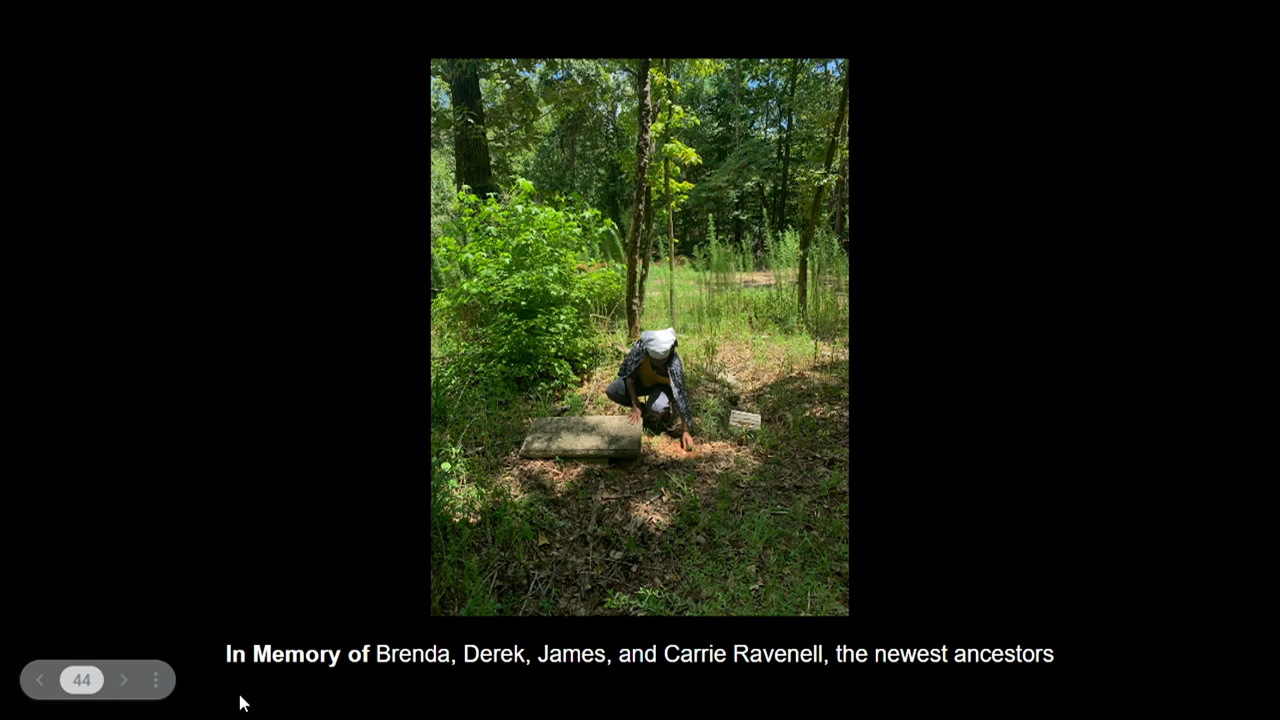 In Memory of Brenda, Derek, James, and Carrie Ravenell, the newest ancestors
44